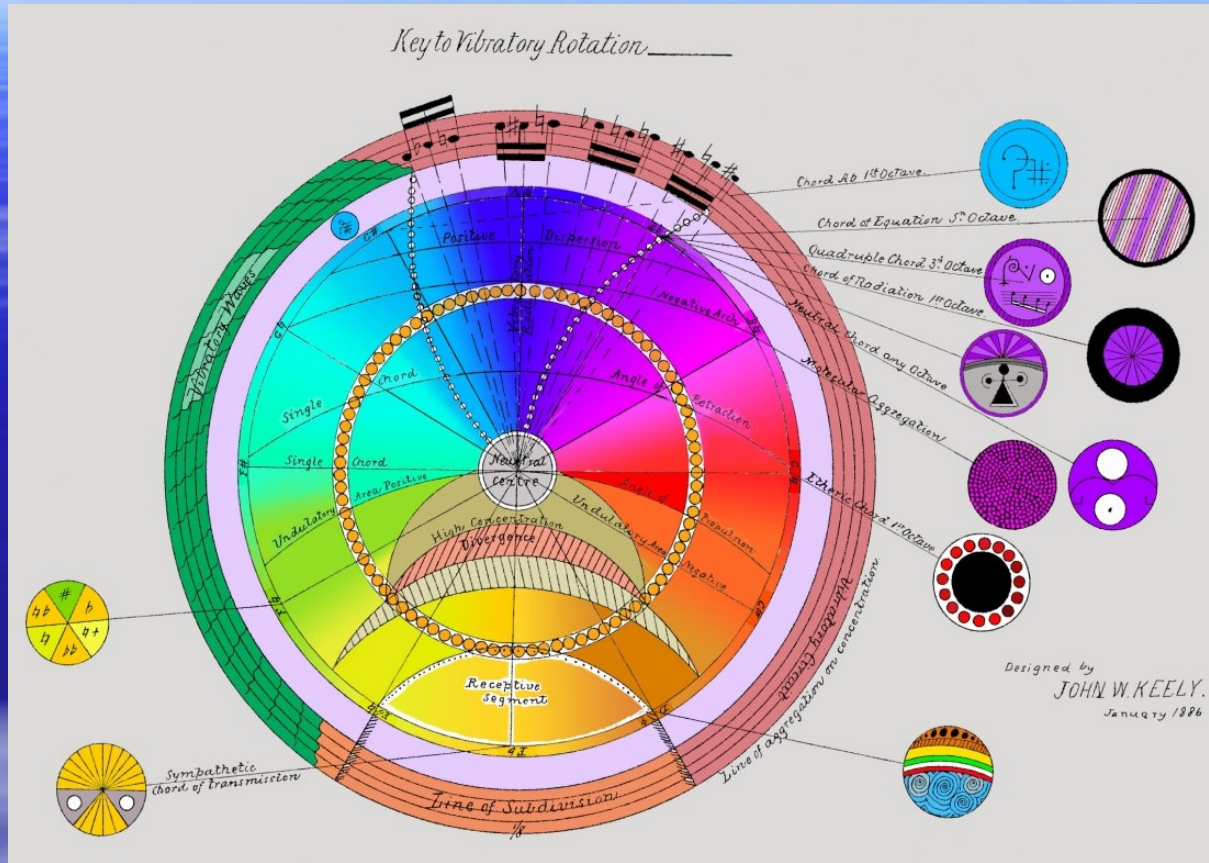 Key to Vibratory Rotation
Chord Ab 1st Octave.
Chord of Equation 5th Octave
Quadruple Chord 3d Octave
Chord of Radiation 1st Octave.
Neutral Chord any Octave
Molecular Aggregation
Etheric Chord 1st Octave
Vibratory Waves
Positive
Dispersion
Vibratory
Negative Arch
Single
Chord
Angle of
Retraction
Single
Chord
Neutral
centre
Undulatory
Area Positive
Angle of
Propulsion
Undulatory Area
Negative
High Concentration
Divergence
Receptive
segment
Line of aggregation on concentration
Designed by
JOHN W. KEELY.
January 1886
Sympathetic
Chord of transmission
Line of Subdivision